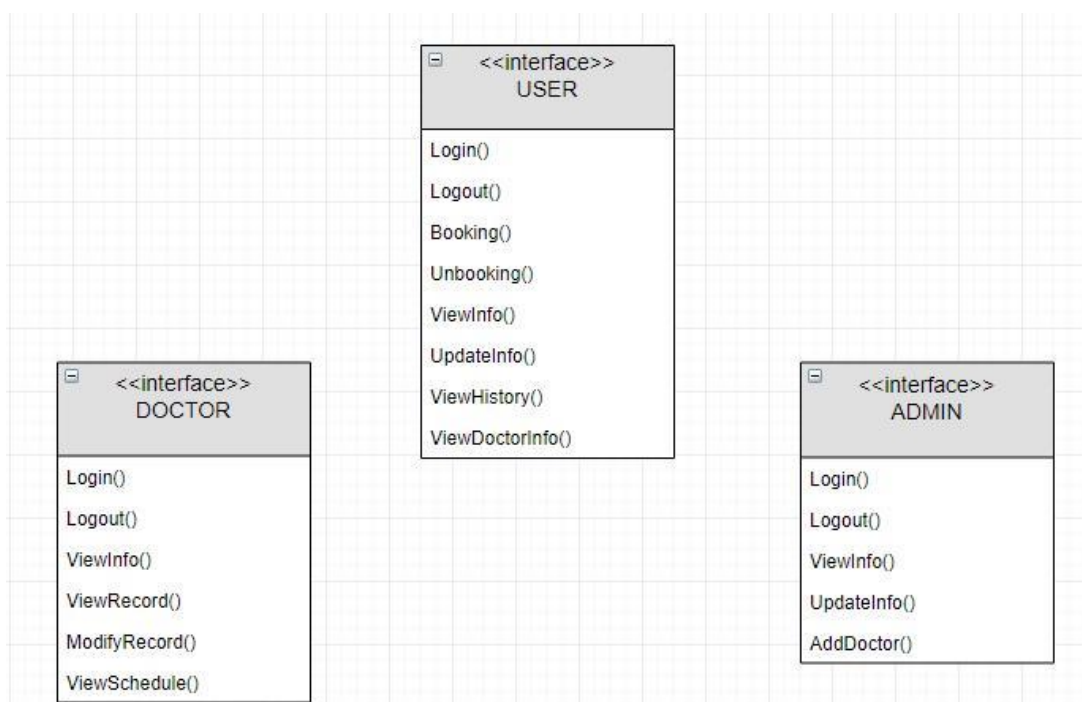 <<interface>>
USER
Login()
Logout()
Booking()
Unbooking()
ViewInfo()
UpdateInfo()
ViewHistory()
ViewDoctorInfo()
<<interface>>
DOCTOR
Login()
Logout()
ViewInfo()
ViewRecord()
ModifyRecord()
ViewSchedule()
<<interface>>
ADMIN
Login()
Logout()
ViewInfo()
UpdateInfo()
AddDoctor()